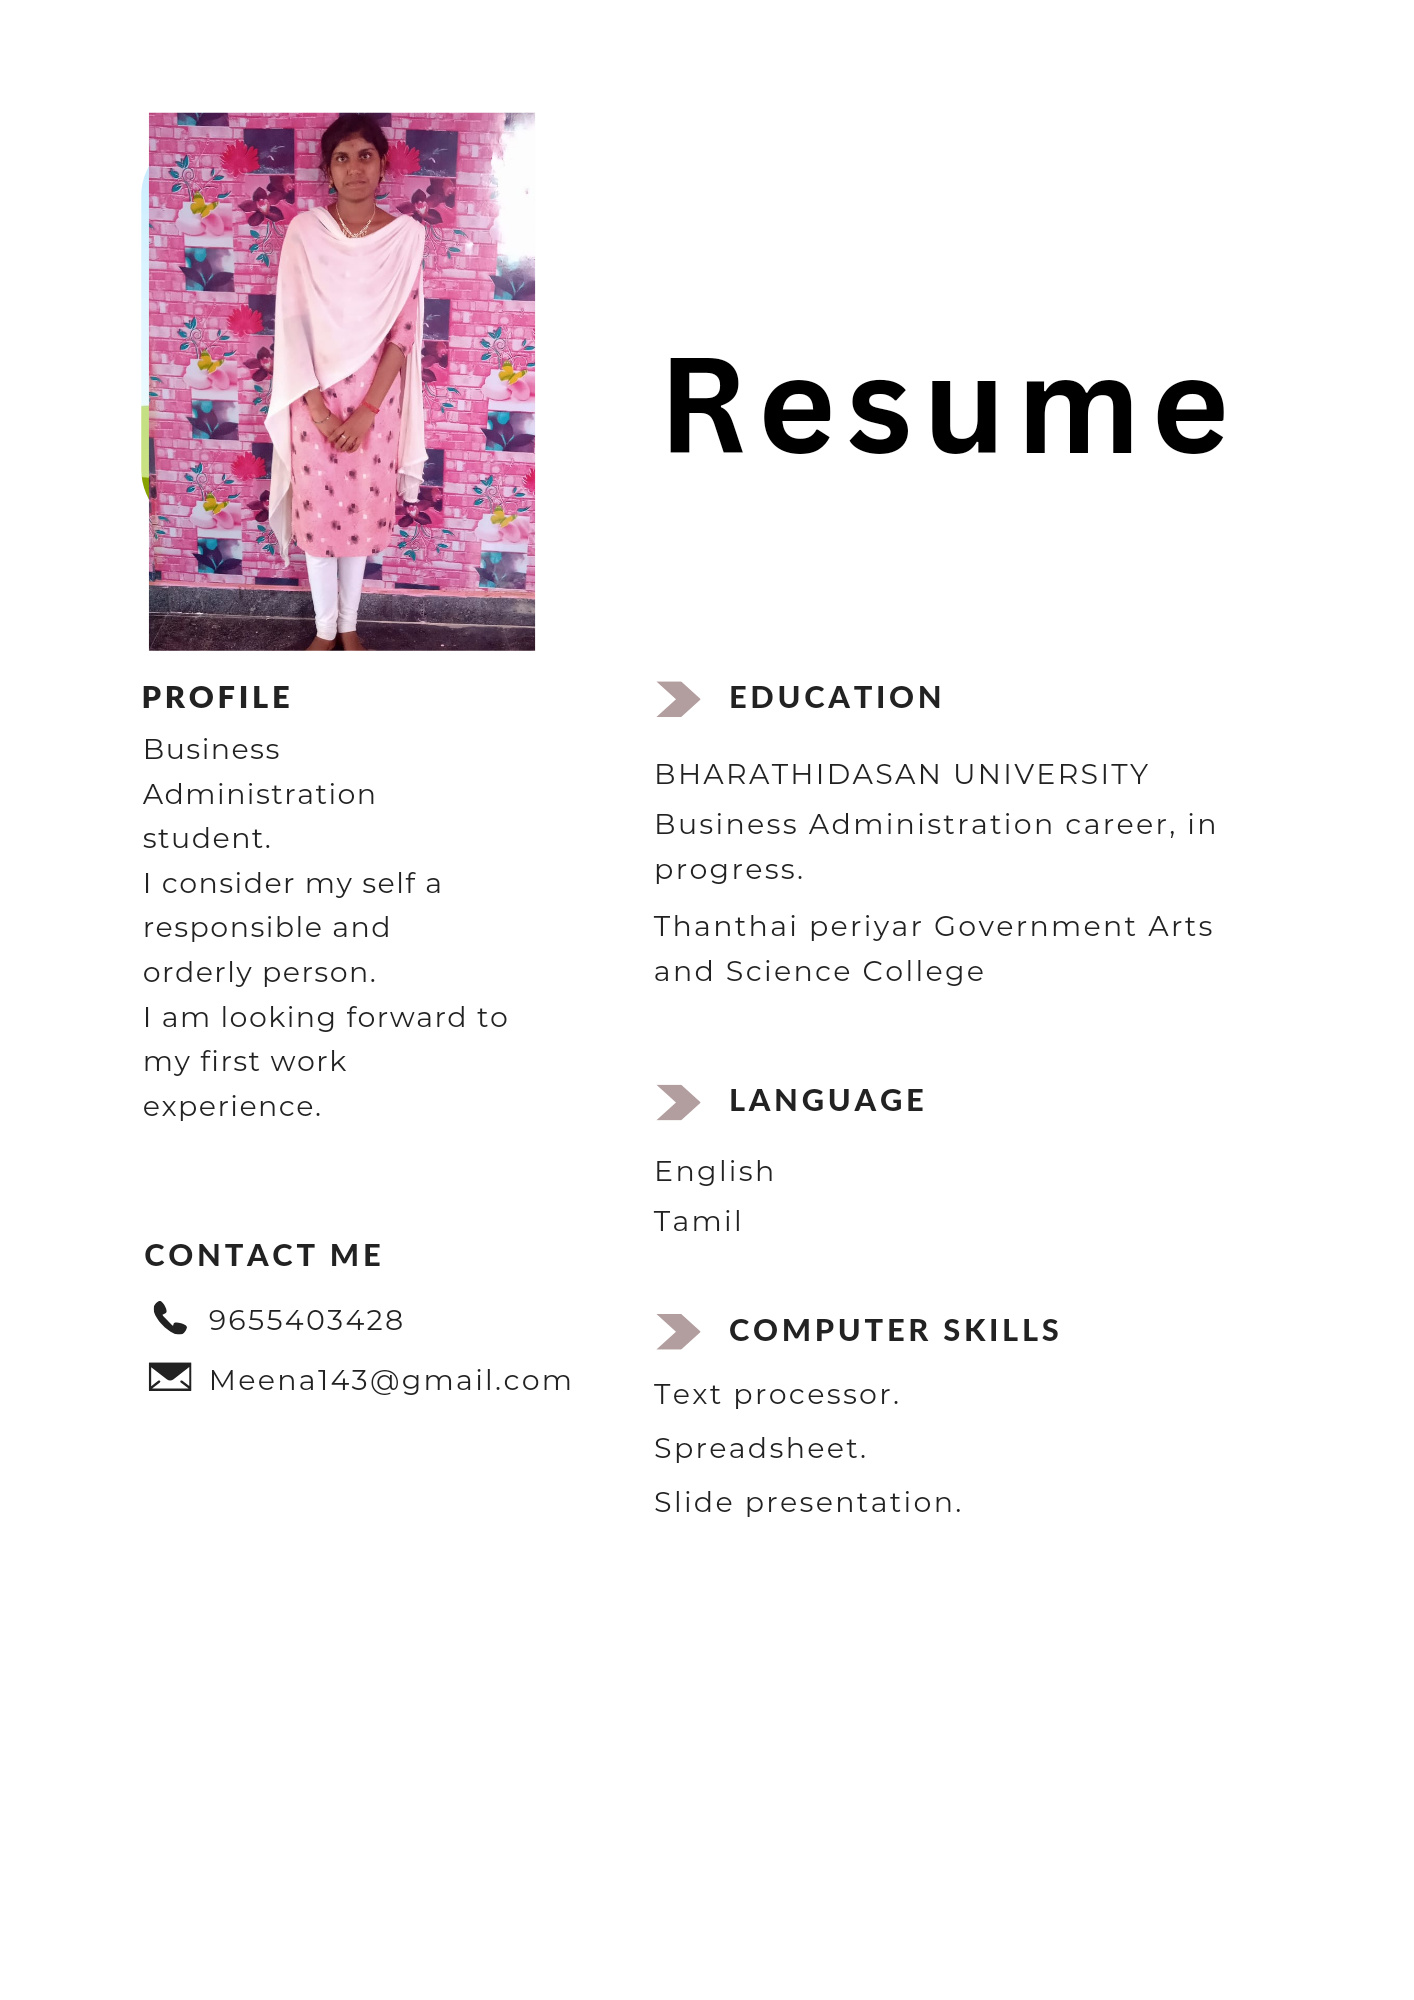 Resume
PROFILE
Business
Administration
student.
I consider my self a
responsible and
orderly person.
I am looking forward to
my first work
experience.
CONTACT ME
9655403428
Meena143@gmail.com
EDUCATION
BHARATHIDASAN UNIVERSITY
Business Administration career, in
progress.
Thanthai periyar Government Arts
and Science College
LANGUAGE
English
Tamil
COMPUTER SKILLS
Text processor.
Spreadsheet.
Slide presentation.